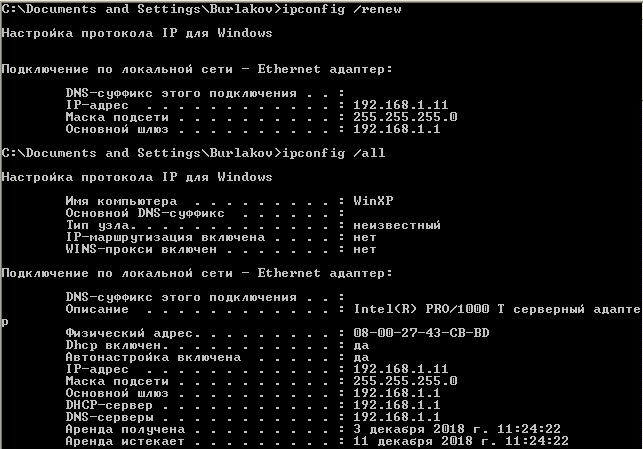 C:\Documents and Settings\Burlakov>ipconfig /renew
Настройка протокола IP для Windows
Подключение по локальной сети - Ethernet адаптер:
DNS-суффикс этого подключения . . :
IP-адрес . . . . . . . . . . . . : 192.168.1.11
Маска подсети . . . . . . . . . . : 255.255.255.0
Основной шлюз . . . . . . . . . . : 192.168.1.1
C:\Documents and Settings\Burlakov>ipconfig /all
Настройка протокола IP для Windows
Имя компьютера . . . . . . . . . : WinXP
Основной DNS-суффикс . . . . . . :
Тип узла. . . . . . . . . . . . . : неизвестный
IP-маршрутизация включена . . . . : нет
WINS-прокси включен . . . . . . . : нет
Подключение по локальной сети - Ethernet адаптер:
DNS-суффикс этого подключения . . :
Описание . . . . . . . . . . . . : Intel(R) PRO/1000 T серверный адапте
р
Физический адрес. . . . . . . . . : 08-00-27-43-CB-BD
Dhcp включен. . . . . . . . . . . : да
Автонастройка включена . . . . . : да
IP-адрес . . . . . . . . . . . . : 192.168.1.11
Маска подсети . . . . . . . . . . : 255.255.255.0
Основной шлюз . . . . . . . . . . : 192.168.1.1
DHCP-сервер . . . . . . . . . . . : 192.168.1.1
DNS-серверы . . . . . . . . . . . : 192.168.1.1
Аренда получена . . . . . . . . . : 3 декабря 2018 г. 11:24:22
Аренда истекает . . . . . . . . . : 11 декабря 2018 г. 11:24:22